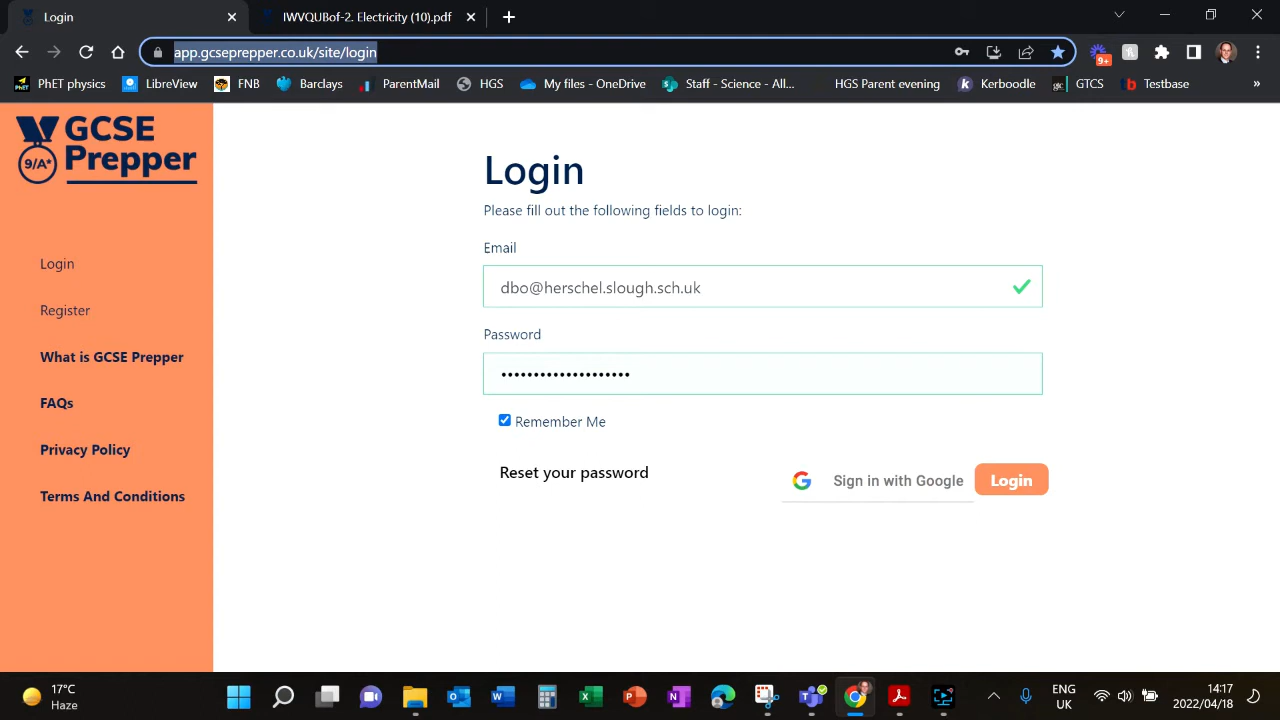 Login
IWVQUBof-2. Electricity (10).pdf
app.gcseprepper.co.uk/site/login
9+
PhET physics
LibreView
FNB
Barclays
ParentMail
HGS
My files - OneDrive
Staff - Science - Al...
HGS Parent evening
Kerboodle
GTCS
Testbase
»
GCSE
9/A* Prepper
Login
Register
What is GCSE Prepper
FAQs
Privacy Policy
Terms And Conditions
Login
Please fill out the following fields to login:
Email
dbo@herschel.slough.sch.uk
Password
••••••••••••••••••••
Remember Me
Reset your password
Sign in with Google
Login
17°C
Haze
ENG
UK
14:17
2022/04/18